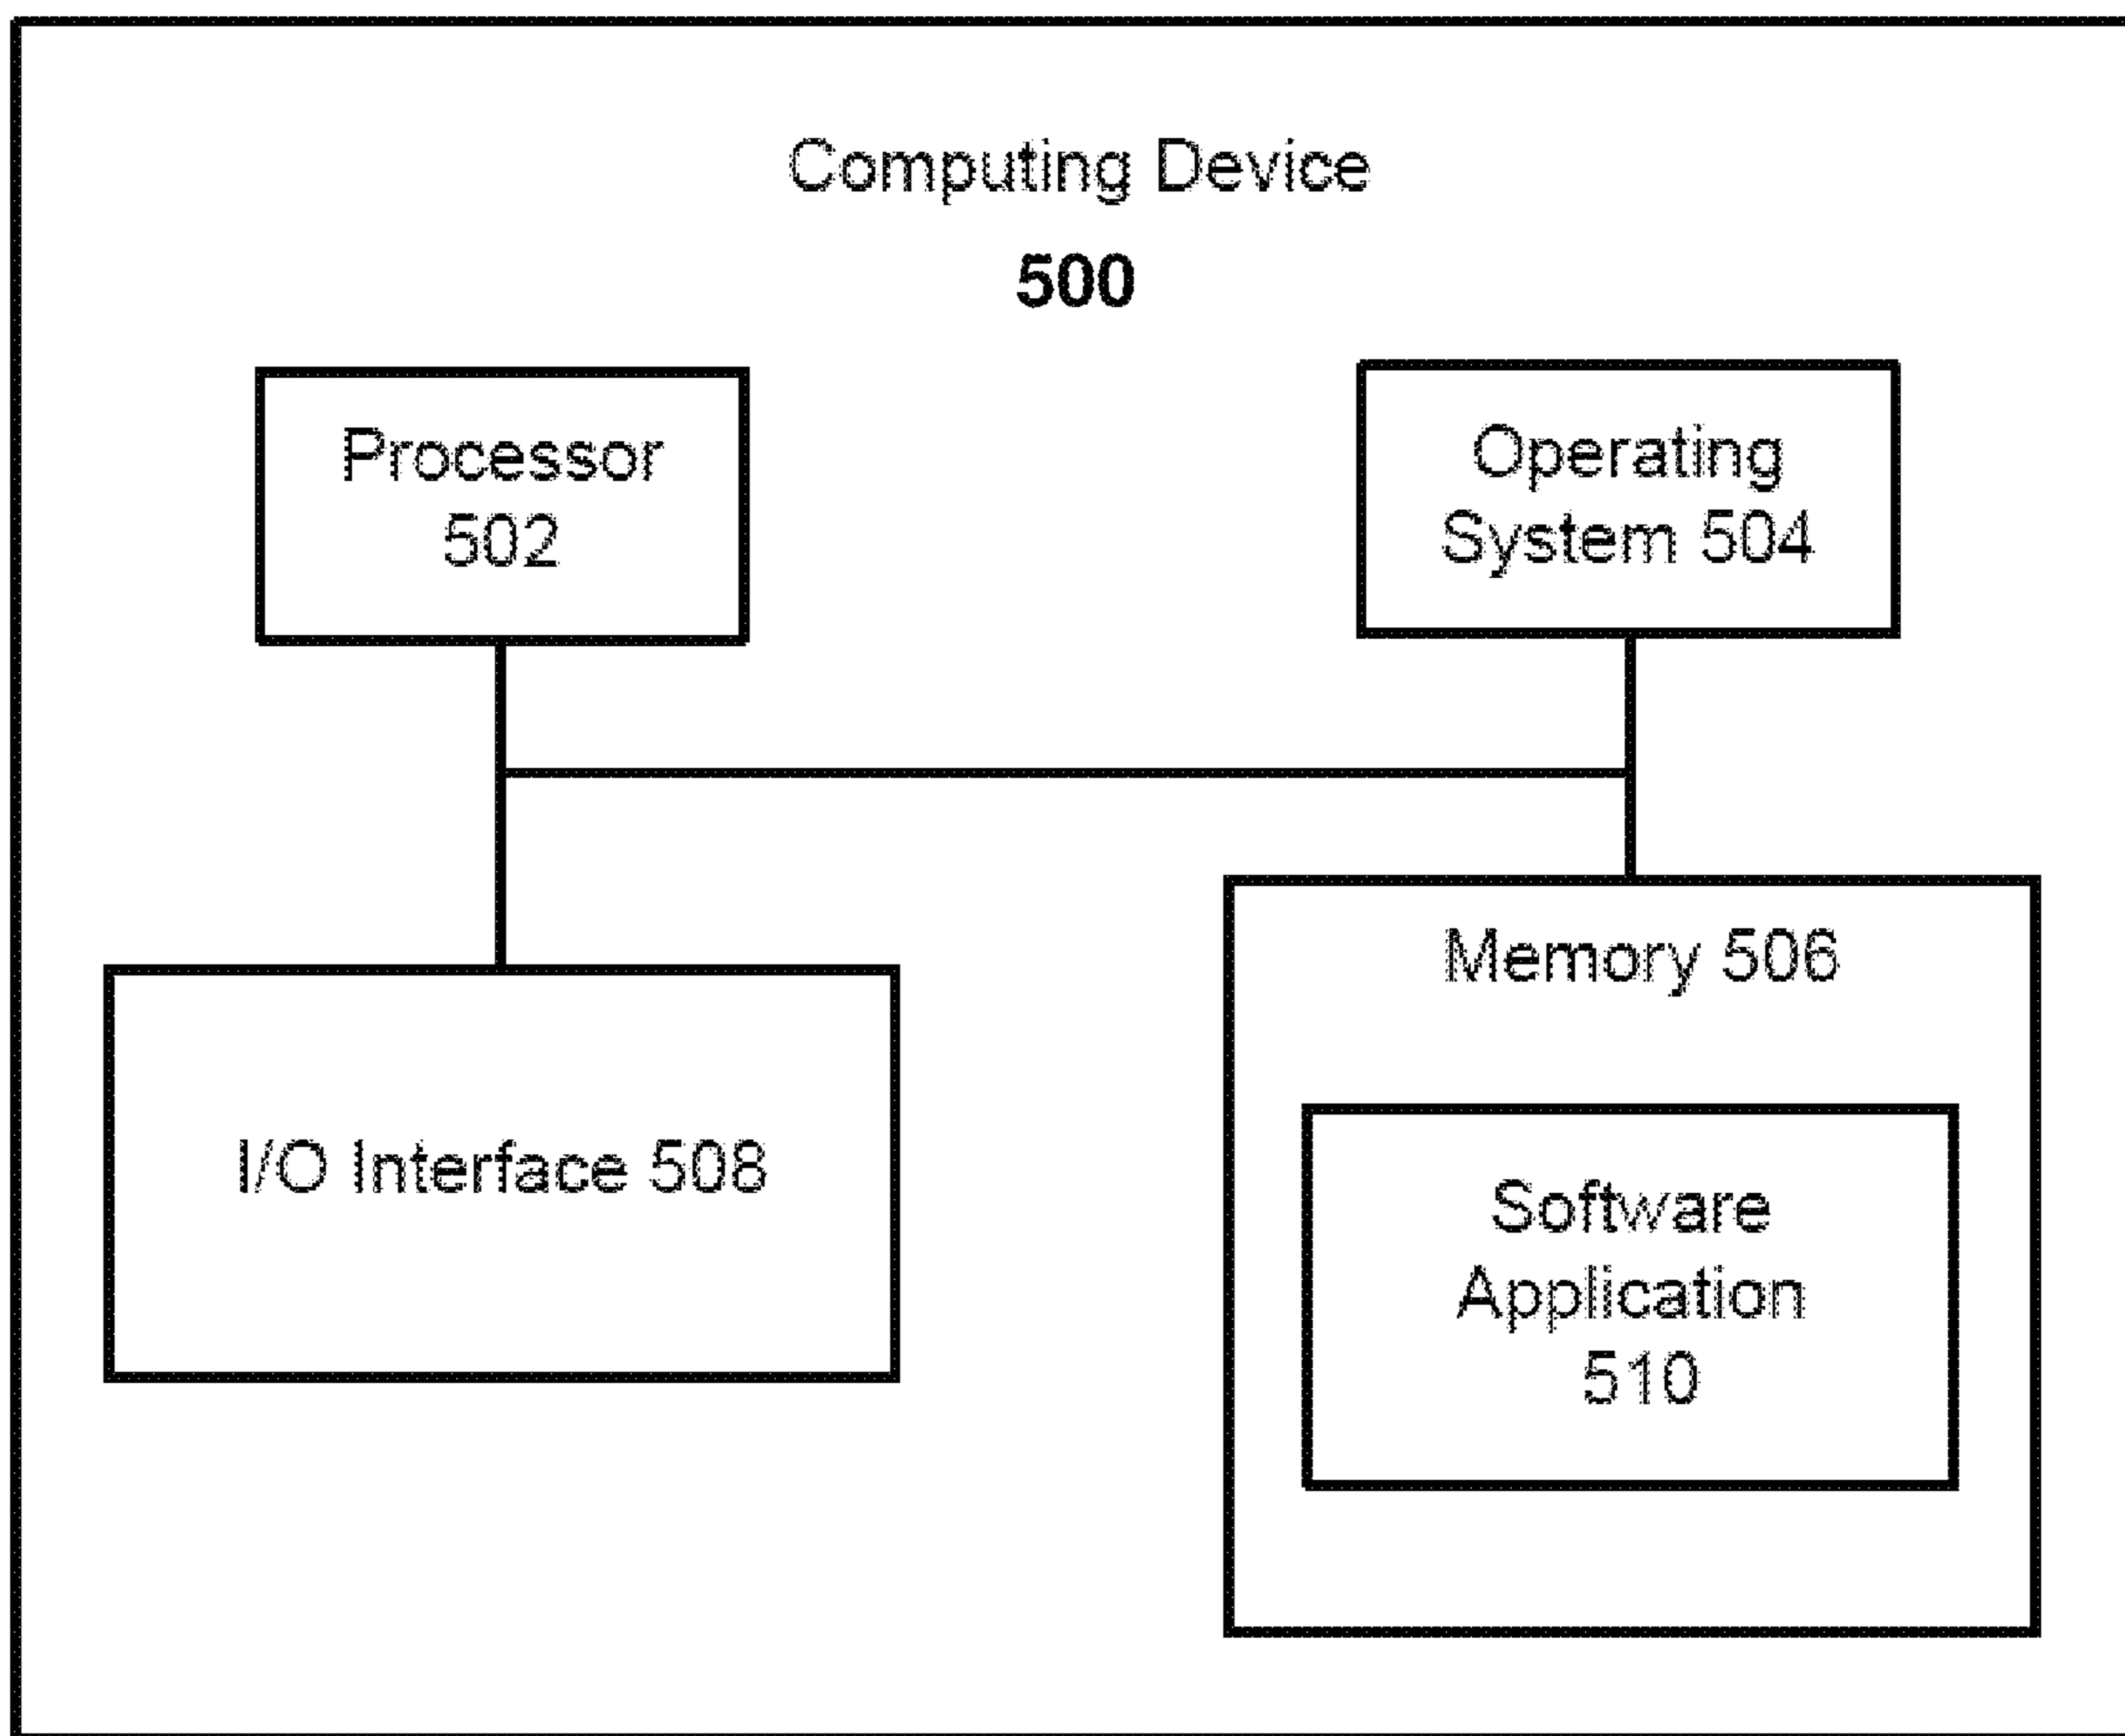 Computing Device
500
Processor
502
Operating
System 504
I/O Interface 508
Memory 506
Software
Application
510